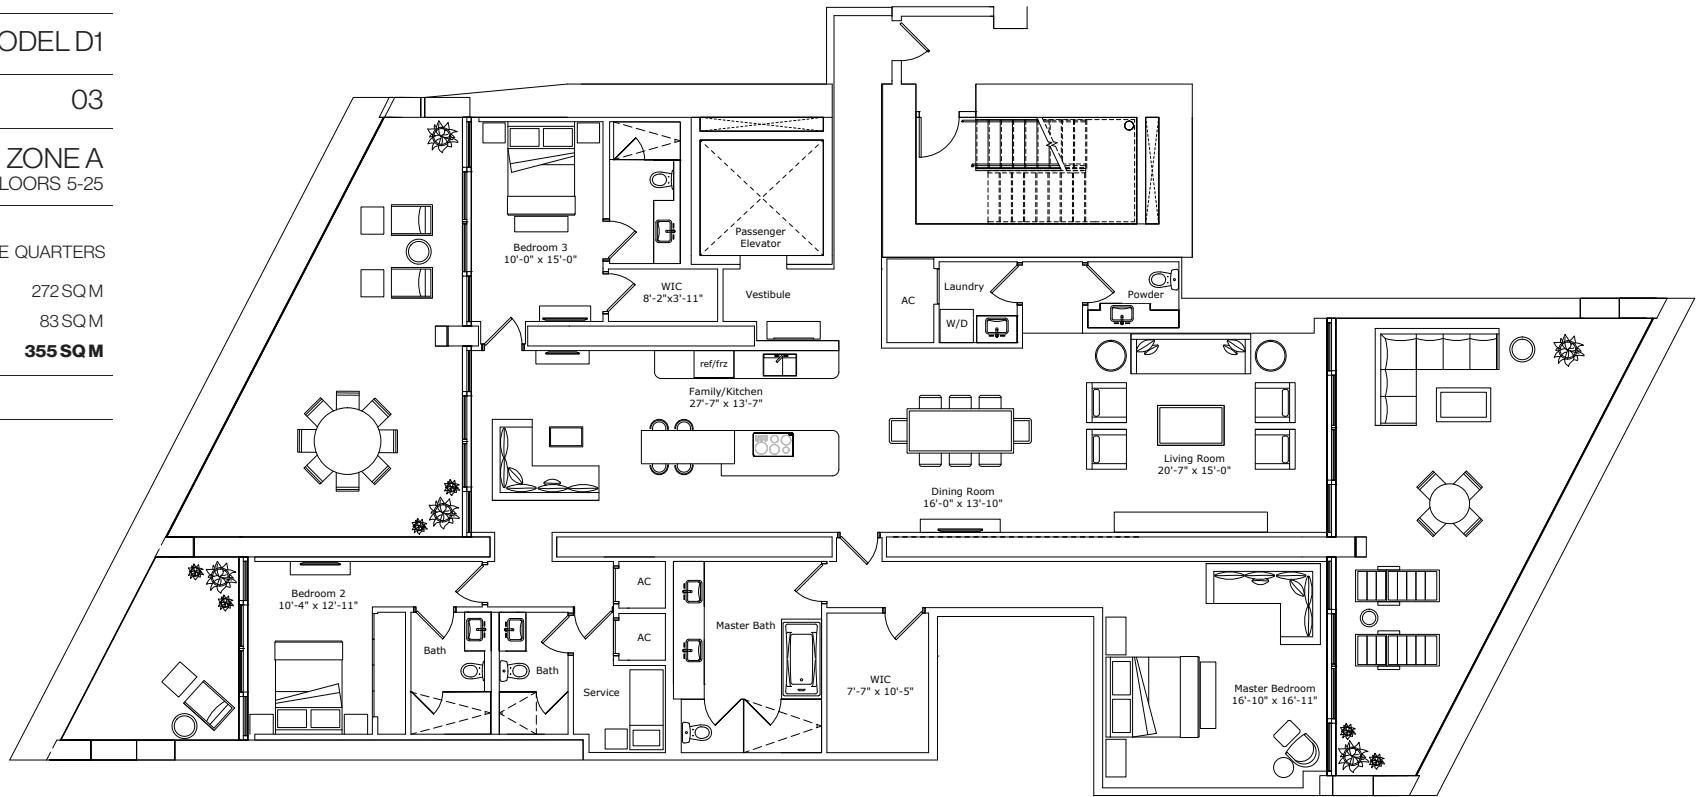 ODEL D1
03
ZONE A
LOORS 5-25
E QUARTERS
272 SQ M
83 SQ M
355 SQ M
Bedroom 3
10'-0" x 15'-0"
Passenger
Elevator
WIC
8'-2"x3'-11"
Vestibule
AC
Laundry
W/D
Powder
ref/frz
Family/Kitchen
27'-7" x 13'-7"
Living Room
20'-7" x 15'-0"
Dining Room
16'-0" x 13'-10"
Bedroom 2
10'-4" x 12'-11"
AC
AC
Bath
Bath
Service
Master Bath
WIC
7'-7" x 10'-5"
Master Bedroom
16'-10" x 16'-11"